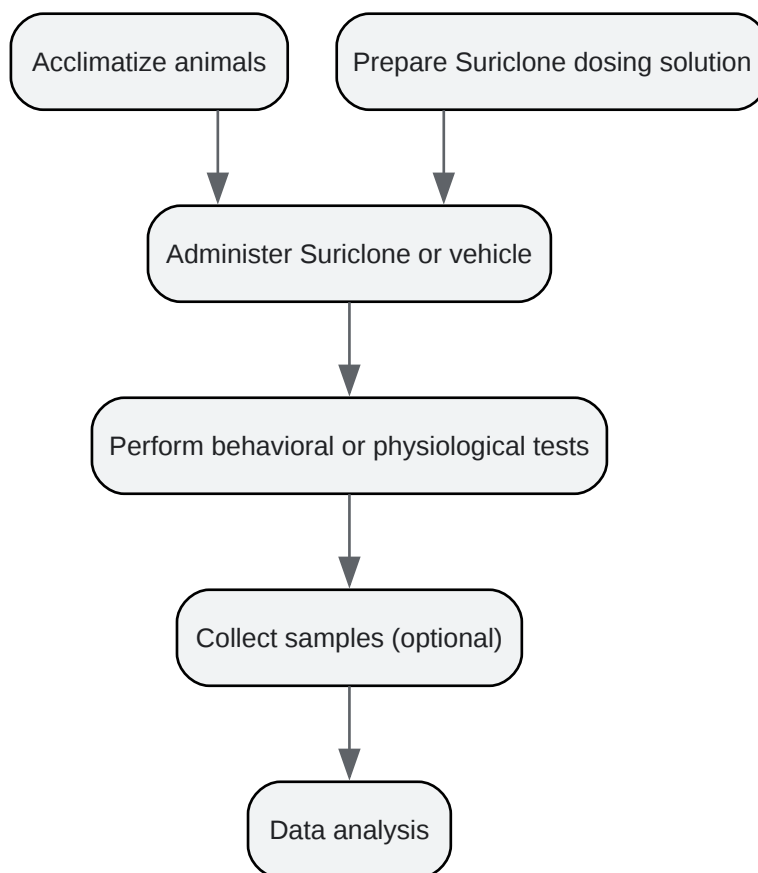 Acclimatize animals
Prepare Suriclone dosing solution
Administer Suriclone or vehicle
Perform behavioral or physiological tests
Collect samples (optional)
Data analysis